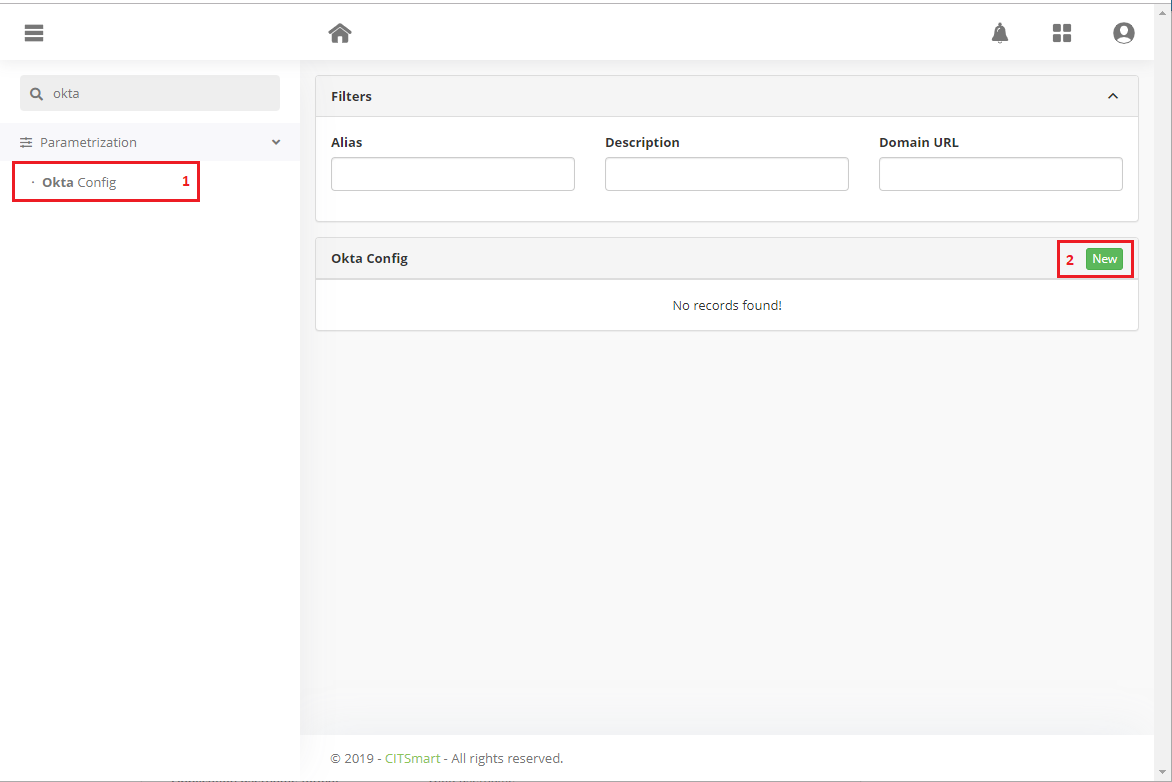 okta
Parametrization
· Okta Config 1
Filters
Alias Description Domain URL
Okta Config 2 New
No records found!
© 2019 - CITSmart - All rights reserved.